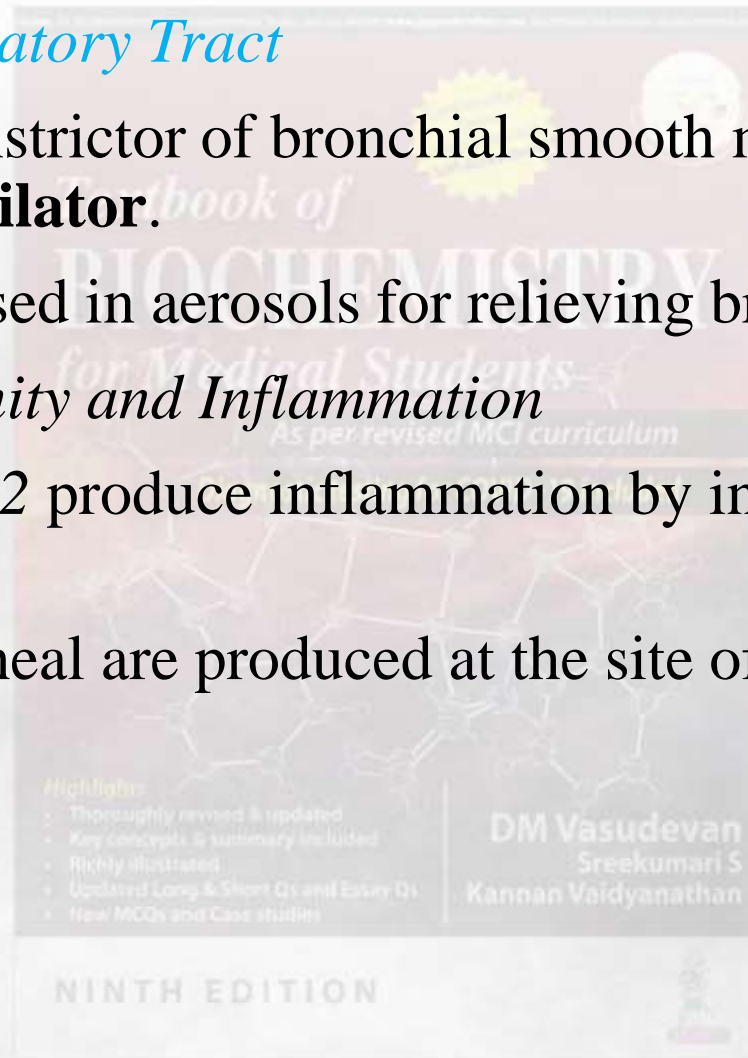 atory Tract
strictor of bronchial smooth
ilator.
sed in aerosols for relieving
Textbook of
BIOCHEMISTRY
for Medical Students
ity and Inflammation
As per revised MCI curriculum
2 produce inflammation by in
heal are produced at the site of
Highlights
• Thoroughly revised & updated
• Key concepts & summary included
• Richly illustrated
• Updated Long & Short Qs and Essay Qs
• New MCQs and Case studies
DM Vasudevan
Sreekumari S
Kannan Vaidyanathan
NINTH EDITION